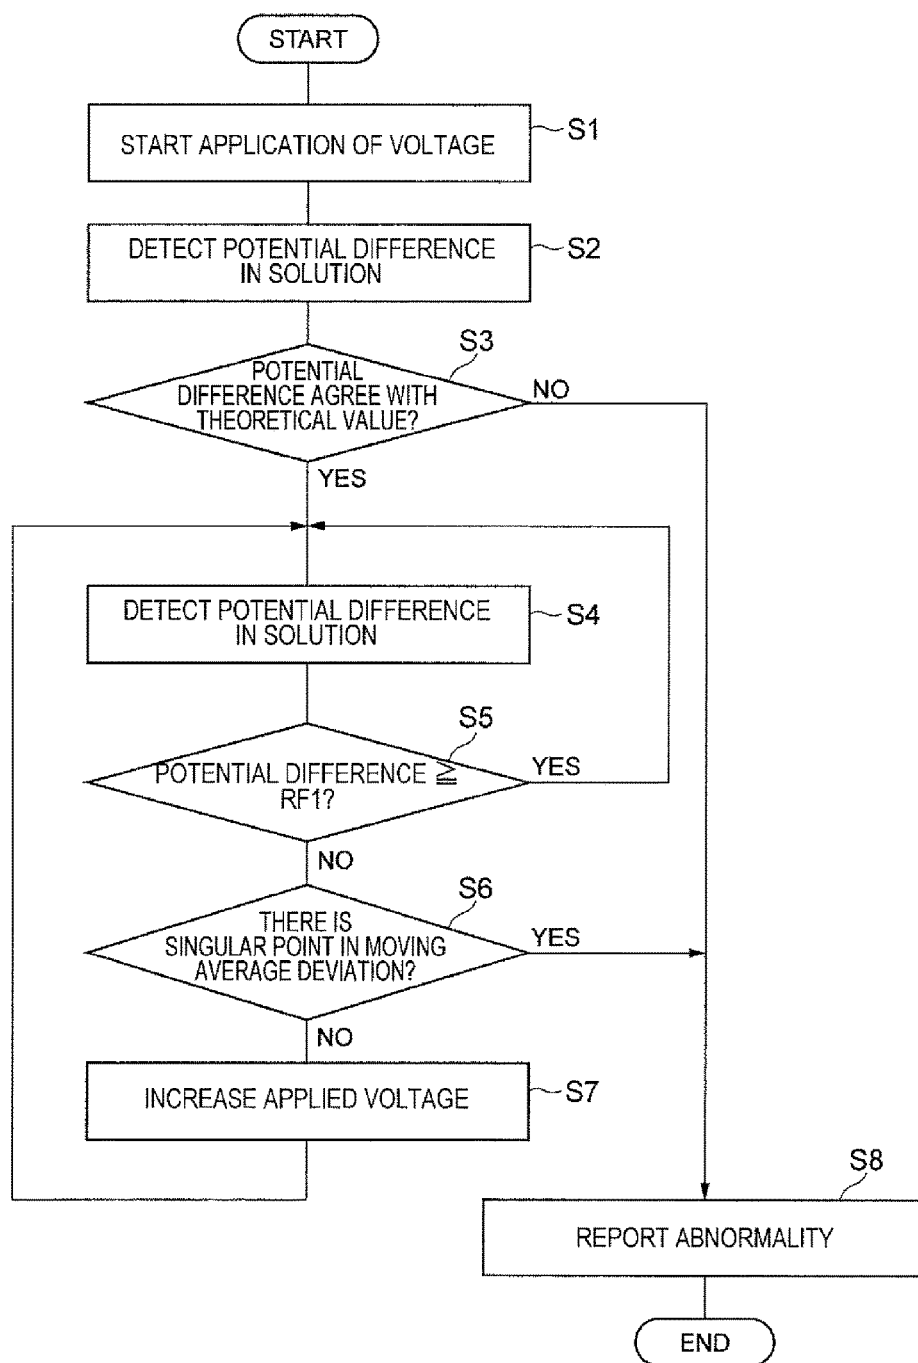 START
START APPLICATION OF VOLTAGE
S1
DETECT POTENTIAL DIFFERENCE
IN SOLUTION
S2
S3
POTENTIAL
DIFFERENCE AGREE WITH
THEORETICAL VALUE?
NO
YES
DETECT POTENTIAL DIFFERENCE
IN SOLUTION
S4
S5
POTENTIAL DIFFERENCE ≧
RF1?
YES
NO
S6
THERE IS
SINGULAR POINT IN MOVING
AVERAGE DEVIATION?
YES
NO
INCREASE APPLIED VOLTAGE
S7
S8
REPORT ABNORMALITY
END